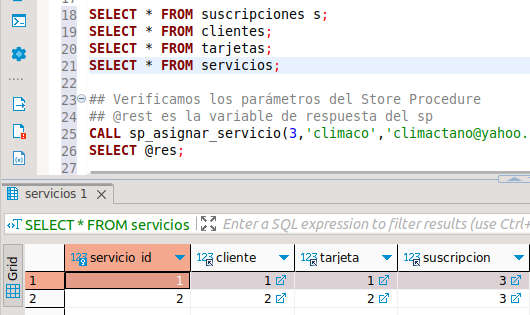 17
18 SELECT * FROM suscripciones s;
19 SELECT * FROM clientes;
20 SELECT * FROM tarjetas;
21 SELECT * FROM servicios;
22
23 ## Verificamos los parámetros del Store Procedure
24 ## @rest es la variable de respuesta del sp
25 CALL sp_asignar_servicio(3,'climaco','climactano@yahoo.
26 SELECT @res;
27
servicios 1
SELECT * FROM servicios Enter a SQL expression to filter results (use Ctrl+
Grid
123 servicio_id 123 cliente 123 tarjeta 123 suscripcion
1 1 1 1 3
2 2 2 2 3